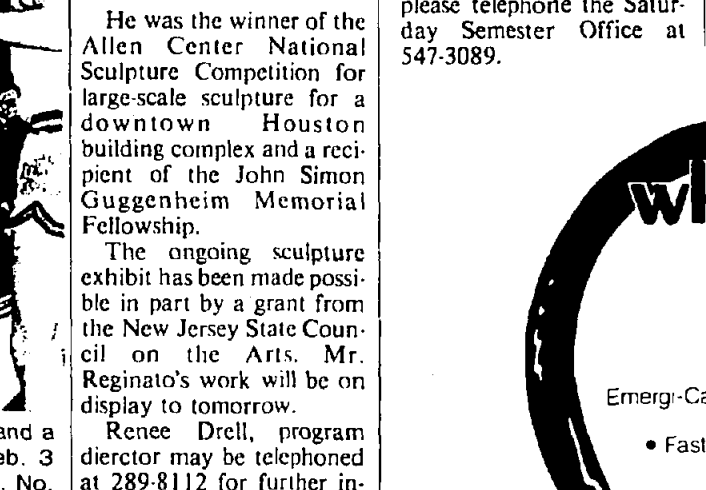 He was the winner of the
Allen Center National
Sculpture Competition for
large-scale sculpture for a
downtown Houston
building complex and a reci-
pient of the John Simon
Guggenheim Memorial
Fellowship.
The ongoing sculpture
exhibit has been made possi-
ble in part by a grant from
the New Jersey State Coun-
cil on the Arts. Mr.
Reginato's work will be on
display to tomorrow.
Renee Drell, program
dierctor may be telephoned
at 289-8112 for further in-
and a
eb. 3
. No.
please telephone the Satur-
day Semester Office at
547-3089.
Emergi-Ca
• Fast